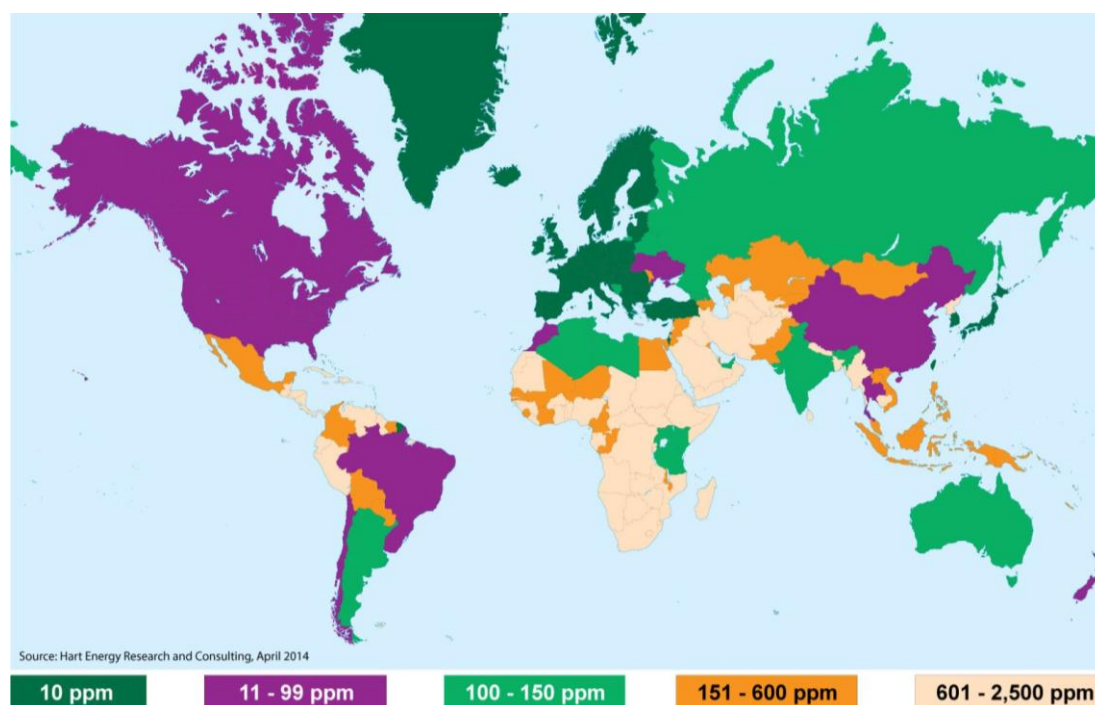 Source: Hart Energy Research and Consulting, April 2014
10 ppm
11 - 99 ppm
100 - 150 ppm
151 - 600 ppm
601 - 2,500 ppm